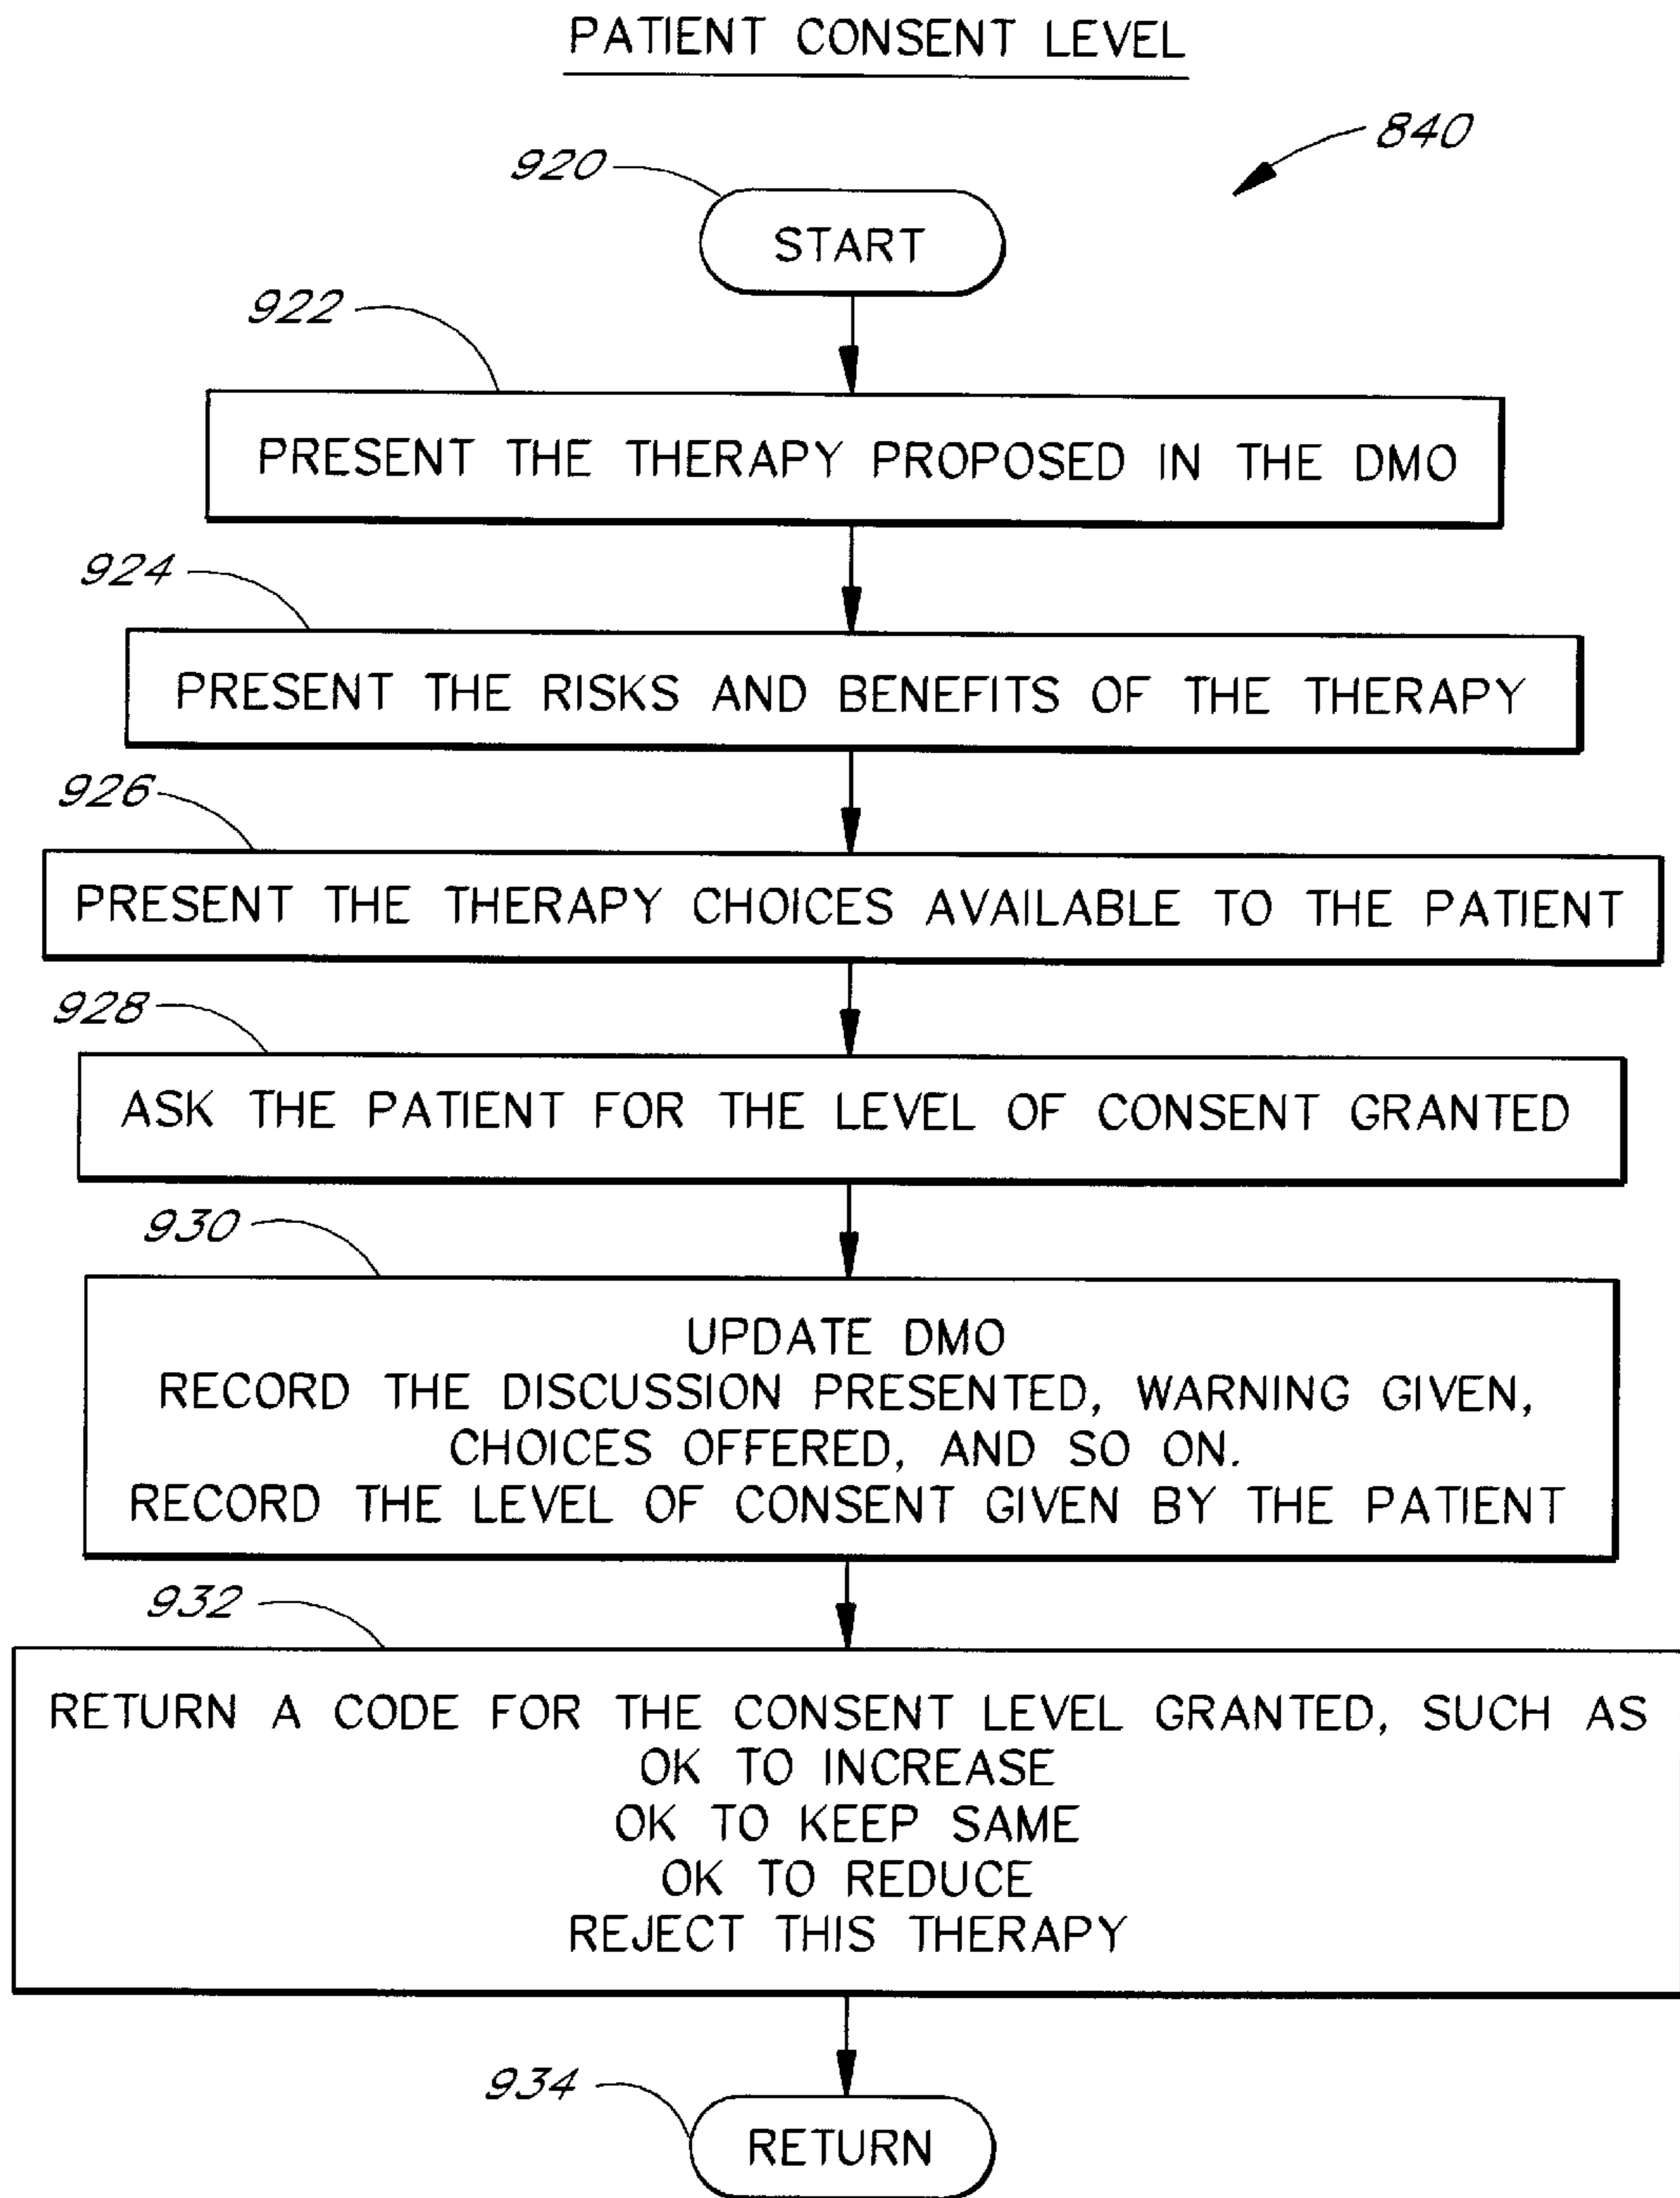 PATIENT CONSENT LEVEL
840
920
START
922
PRESENT THE THERAPY PROPOSED IN THE DMO
924
PRESENT THE RISKS AND BENEFITS OF THE THERAPY
926
PRESENT THE THERAPY CHOICES AVAILABLE TO THE PATIENT
928
ASK THE PATIENT FOR THE LEVEL OF CONSENT GRANTED
930
UPDATE DMO
RECORD THE DISCUSSION PRESENTED, WARNING GIVEN,
CHOICES OFFERED, AND SO ON.
RECORD THE LEVEL OF CONSENT GIVEN BY THE PATIENT
932
RETURN A CODE FOR THE CONSENT LEVEL GRANTED, SUCH AS
OK TO INCREASE
OK TO KEEP SAME
OK TO REDUCE
REJECT THIS THERAPY
934
RETURN